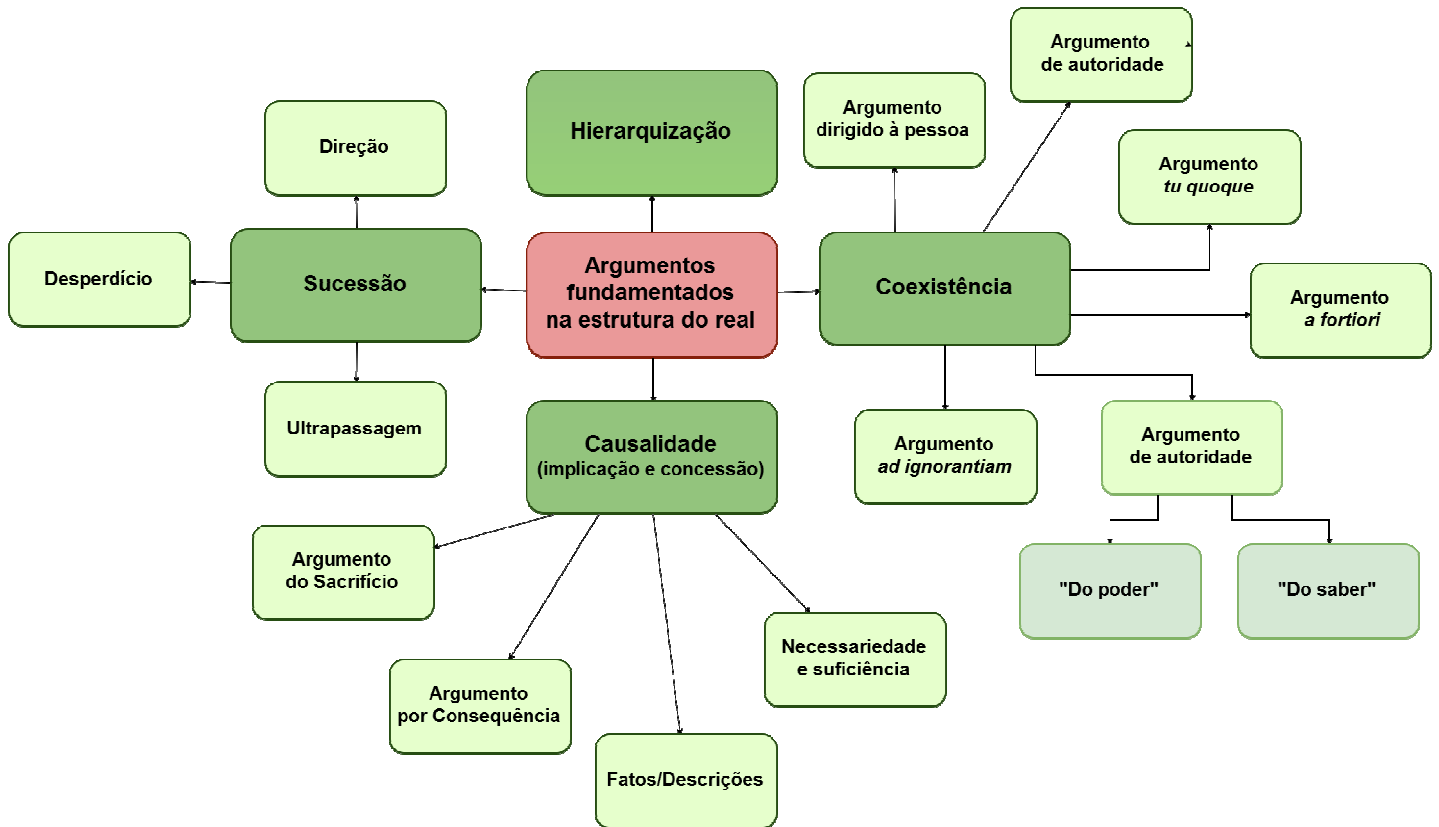 Argumento
de autoridade
Argumento
dirigido à pessoa
Hierarquização
Direção
Argumento
tu quoque
Desperdício
Sucessão
Argumentos
fundamentados
na estrutura do real
Coexistência
Argumento
a fortiori
Ultrapassagem
Causalidade
(implicação e concessão)
Argumento
ad ignorantiam
Argumento
de autoridade
Argumento
do Sacrifício
"Do poder"
"Do saber"
Necessariedade
e suficiência
Argumento
por Consequência
Fatos/Descrições